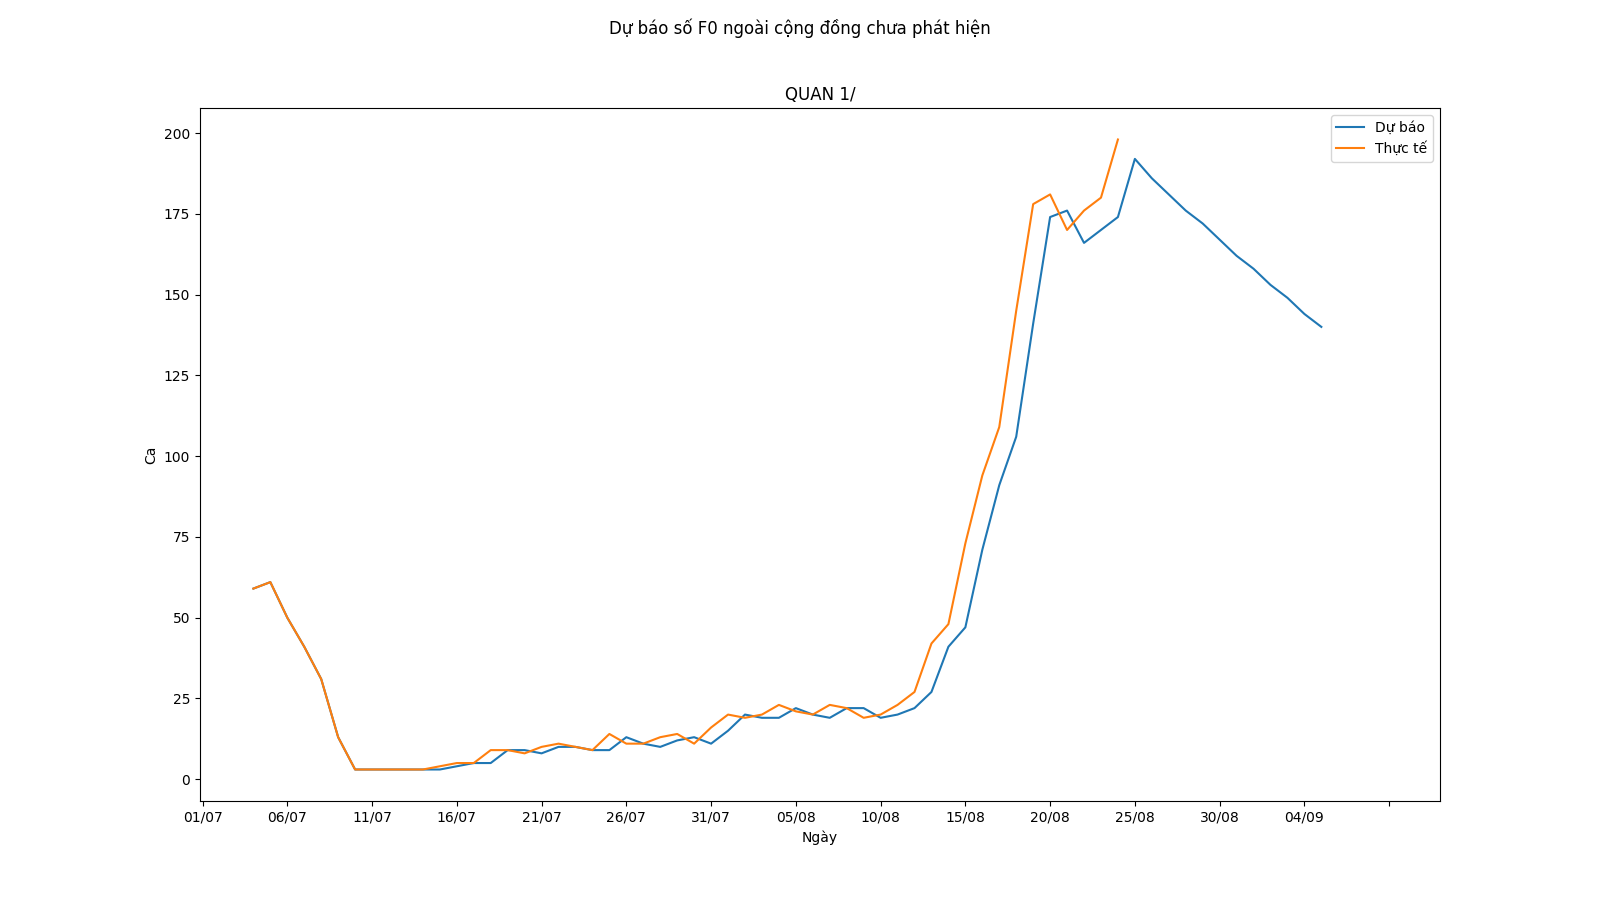 Dự báo số F0 ngoài cộng đồng chưa phát hiện
QUAN 1/
Dự báo
Thực tế
200
175
150
125
100
75
50
25
0
Ca
01/07 06/07 11/07 16/07 21/07 26/07 31/07 05/08 10/08 15/08 20/08 25/08 30/08 04/09
Ngày